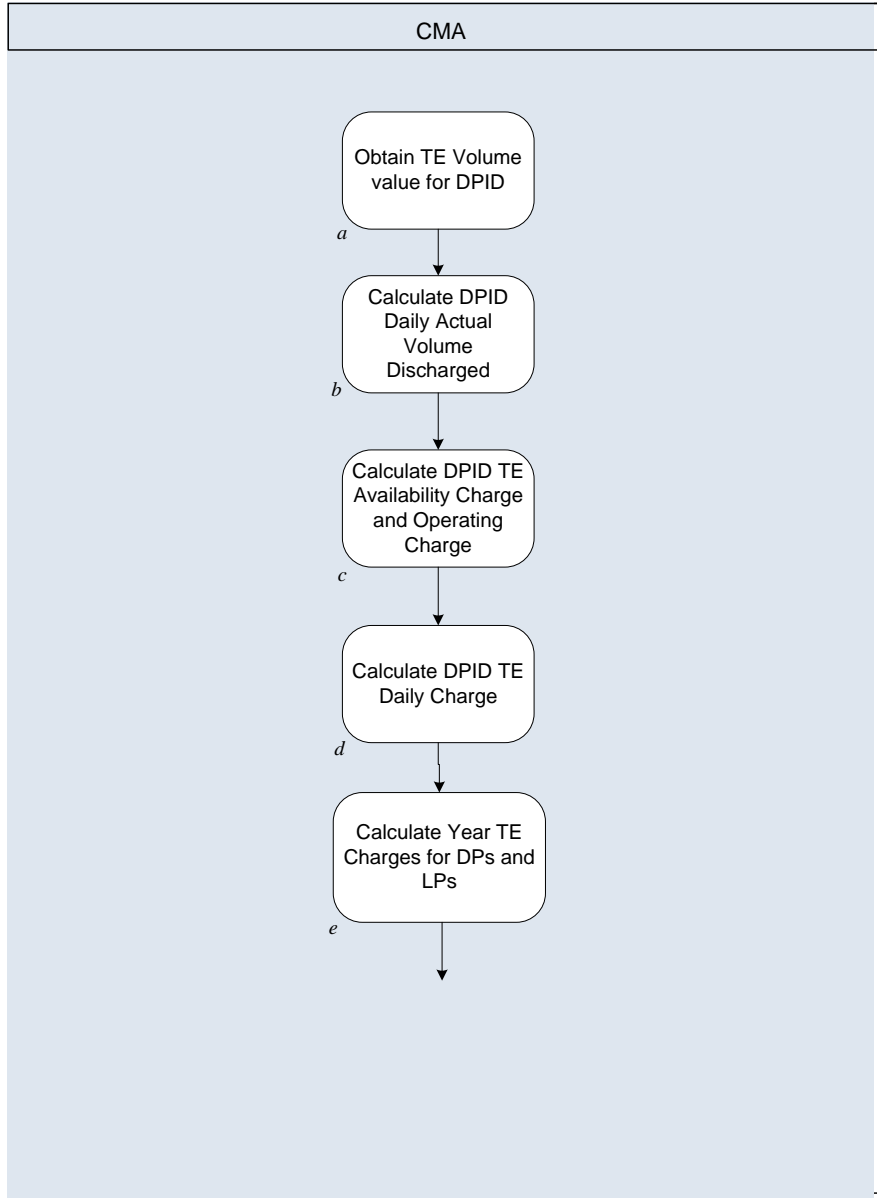 CMA
Obtain TE Volume
value for DPID
a
Calculate DPID
Daily Actual
Volume
Discharged
b
Calculate DPID TE
Availability Charge
and Operating
Charge
c
Calculate DPID TE
Daily Charge
d
Calculate Year TE
Charges for DPs and
LPs
e